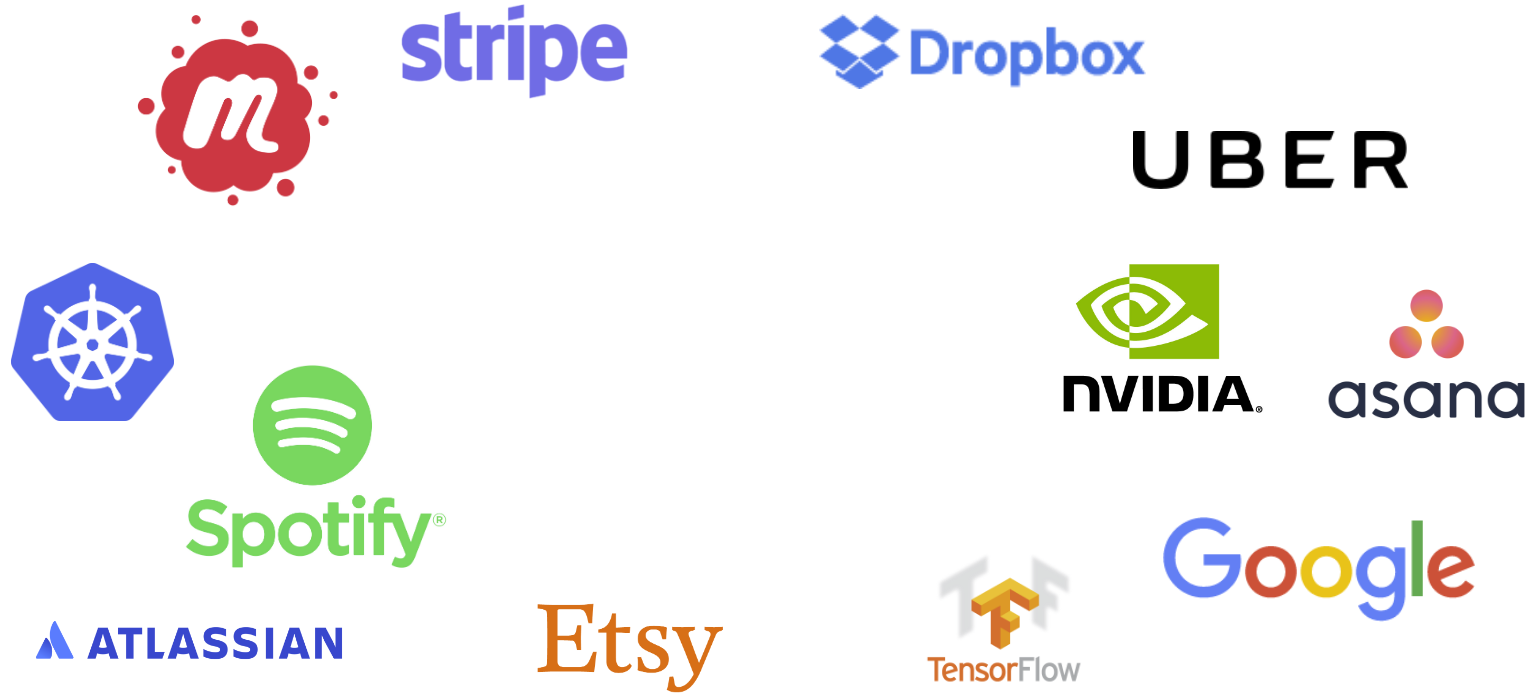 stripe
Dropbox
m
UBER
nVIDIA®
asana
Spotify®
Google
ATLASSIAN
Etsy
TensorFlow